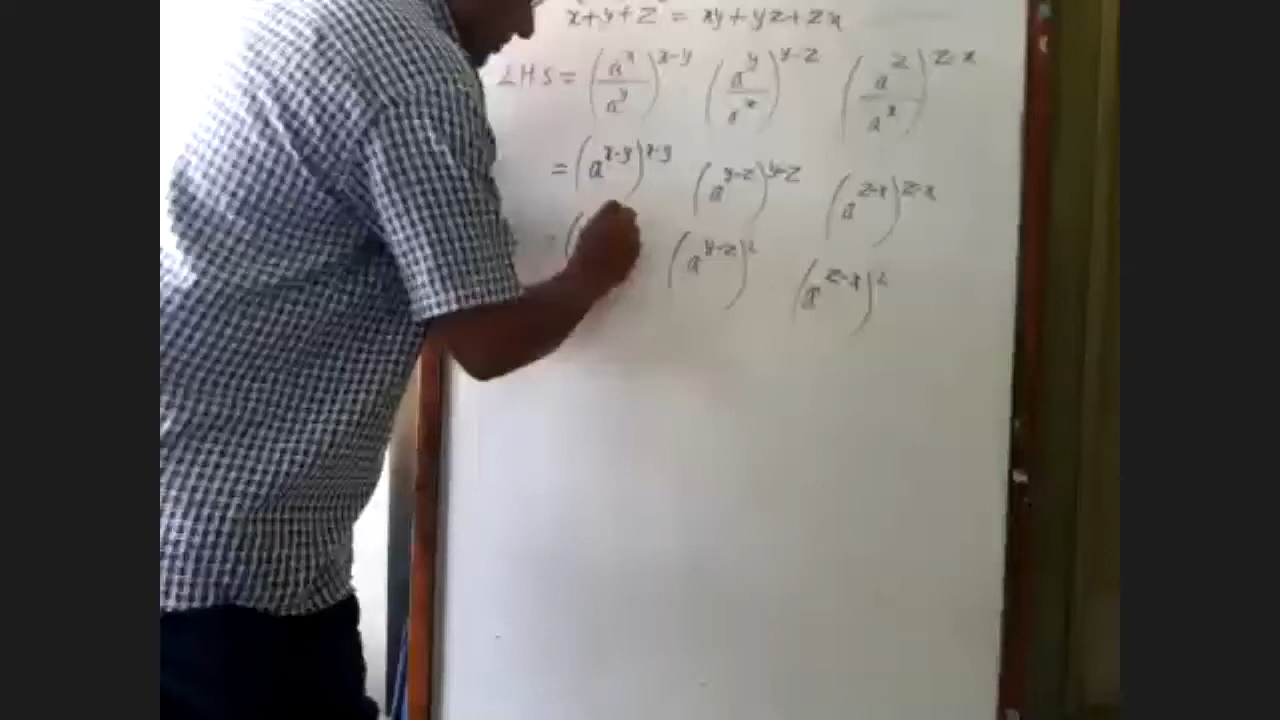 x+y+z = xy+yz+zx
LHS = (a^x/a^y)^x-y (a^y/a^z)^y-z (a^z/a^x)^z-x
= (a^x-y)^x-y (a^y-z)^y-z (a^z-x)^z-x
= ( (a^y-z)^2 (a^z-x)^2